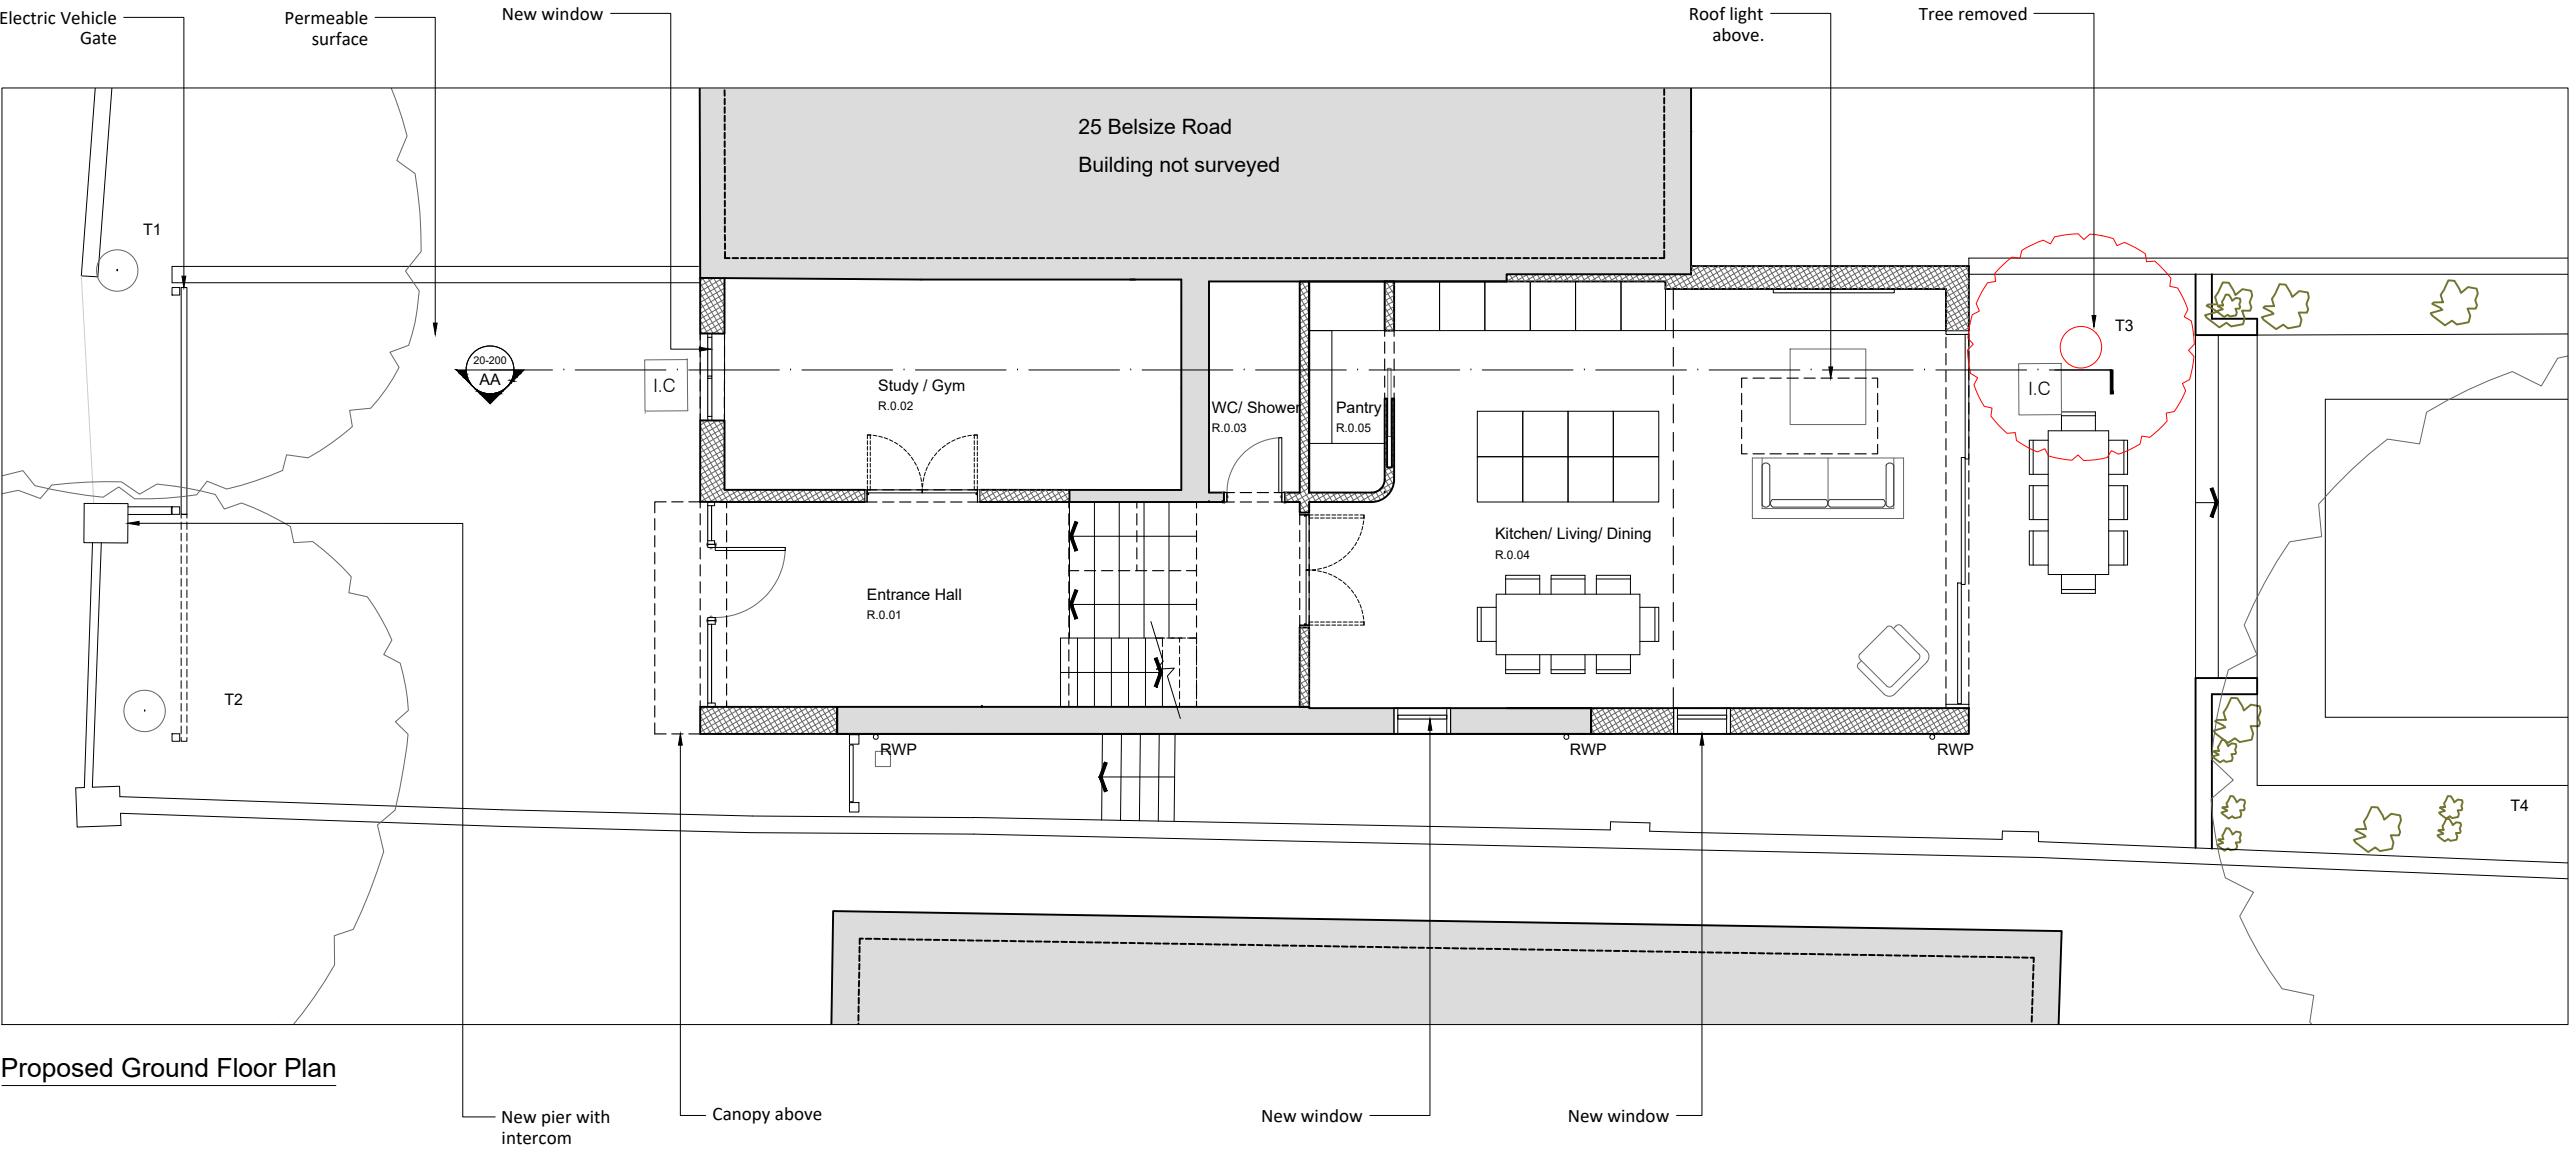 Electric Vehicle
Gate
Permeable
surface
New window
Roof light
above.
Tree removed
25 Belsize Road
Building not surveyed
T1
T3
20-200
AA
I.C
Study / Gym
R.0.02
WC/ Shower
R.0.03
Pantry
R.0.05
I.C
Kitchen/ Living/ Dining
R.0.04
Entrance Hall
R.0.01
T2
RWP
RWP
RWP
T4
Proposed Ground Floor Plan
New pier with
intercom
Canopy above
New window
New window